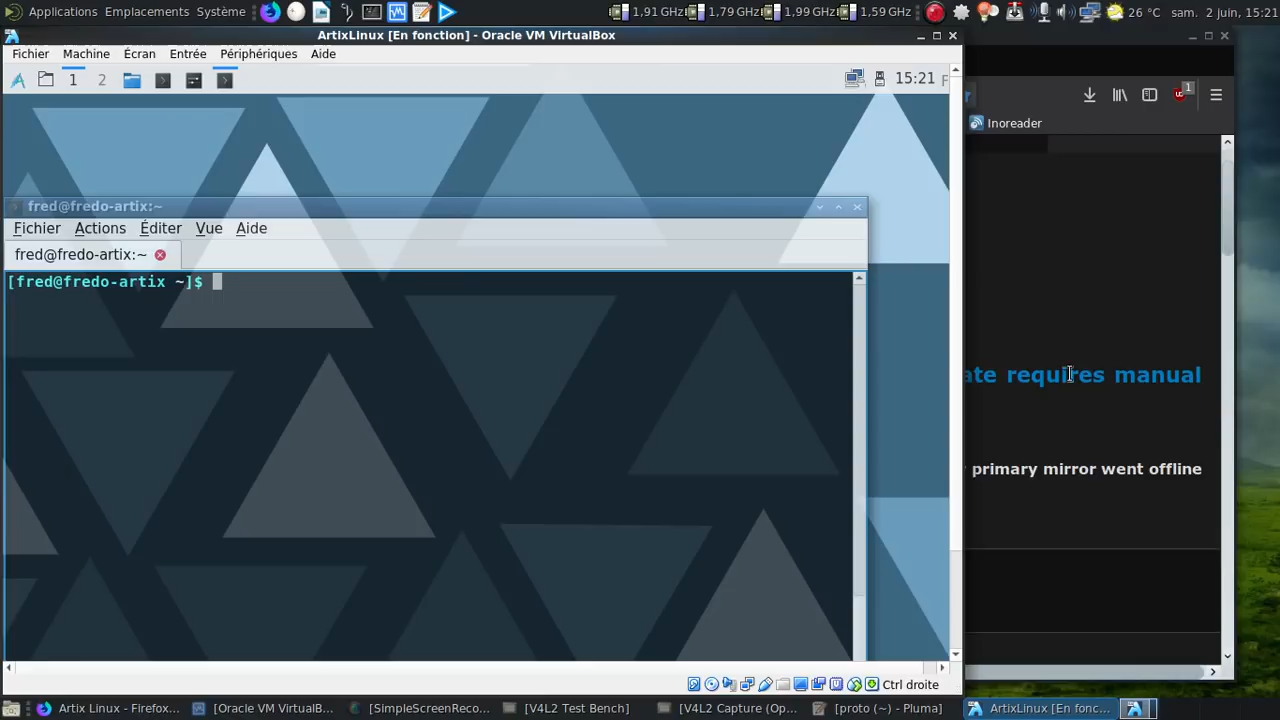 Applications Emplacements Système 1,91 GHz 1,79 GHz 1,99 GHz 1,59 GHz 26 °C sam. 2 juin, 15:21
ArtixLinux [En fonction] - Oracle VM VirtualBox
Fichier Machine Écran Entrée Périphériques Aide
1 2 15:21
1
Inoreader
fred@fredo-artix:~
Fichier Actions Éditer Vue Aide
fred@fredo-artix:~
[fred@fredo-artix ~]$
ate requires manual
primary mirror went offline
Ctrl droite
Artix Linux - Firefox... [Oracle VM VirtualB... [SimpleScreenReco... [V4L2 Test Bench] [V4L2 Capture (Op... [proto (~) - Pluma] ArtixLinux [En fonc...